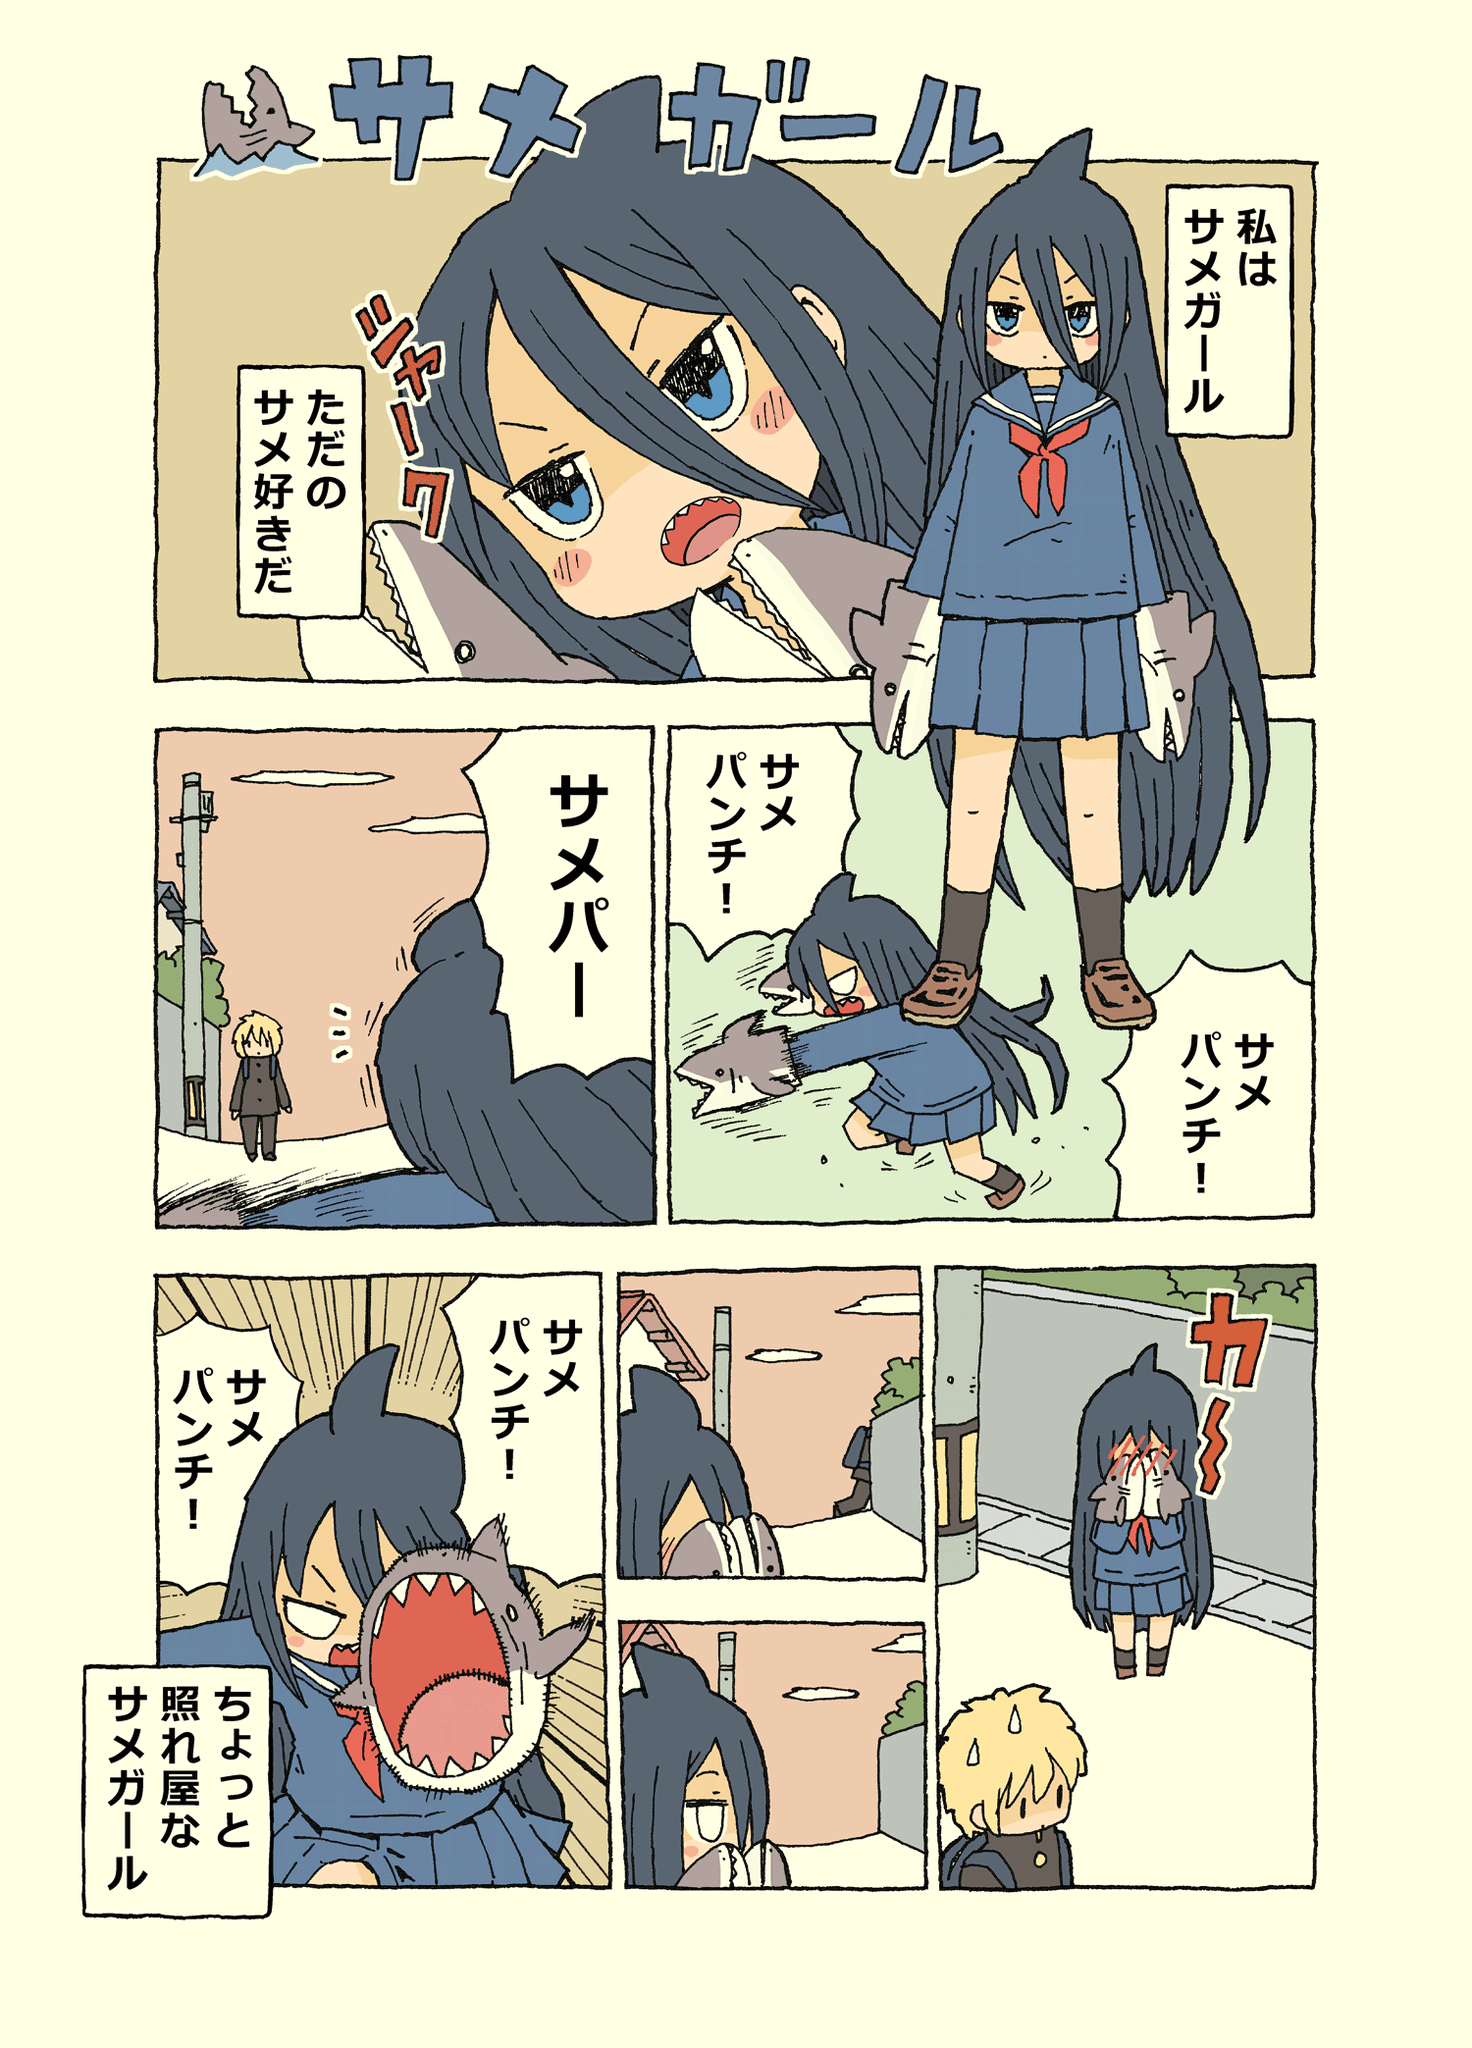 サメガール
私は
サメガール
シャーク
ただの
サメ好きだ
サメ
パンチ！
サメ
パンチ！
サメパー
カ〜
サメ
パンチ！
サメ
パンチ！
ちょっと
照れ屋な
サメガール